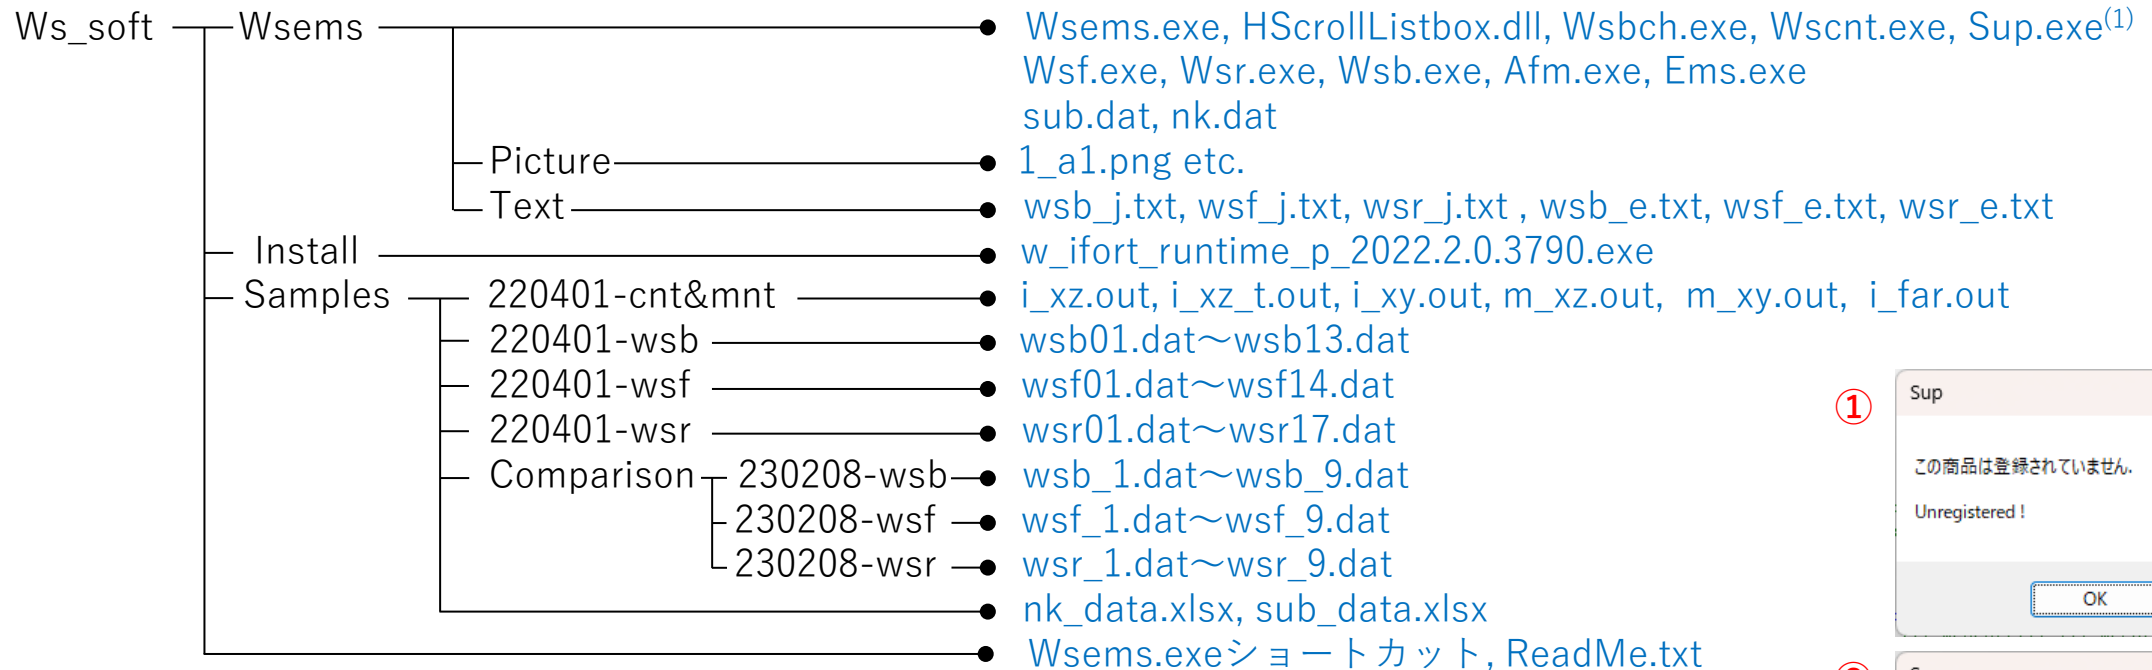 Ws_soft Wsems Wsems.exe, HScrollListbox.dll, Wsbch.exe, Wscnt.exe, Sup.exe(1)
Wsf.exe, Wsr.exe, Wsb.exe, Afm.exe, Ems.exe
sub.dat, nk.dat
Picture 1_a1.png etc.
Text wsb_j.txt, wsf_j.txt, wsr_j.txt , wsb_e.txt, wsf_e.txt, wsr_e.txt
Install w_ifort_runtime_p_2022.2.0.3790.exe
Samples 220401-cnt&mnt i_xz.out, i_xz_t.out, i_xy.out, m_xz.out, m_xy.out, i_far.out
220401-wsb wsb01.dat～wsb13.dat
220401-wsf wsf01.dat～wsf14.dat
220401-wsr wsr01.dat～wsr17.dat
Comparison 230208-wsb wsb_1.dat～wsb_9.dat
230208-wsf wsf_1.dat～wsf_9.dat
230208-wsr wsr_1.dat～wsr_9.dat
nk_data.xlsx, sub_data.xlsx
Wsems.exeショートカット, ReadMe.txt
①
Sup
この商品は登録されていません.
Unregistered !
OK